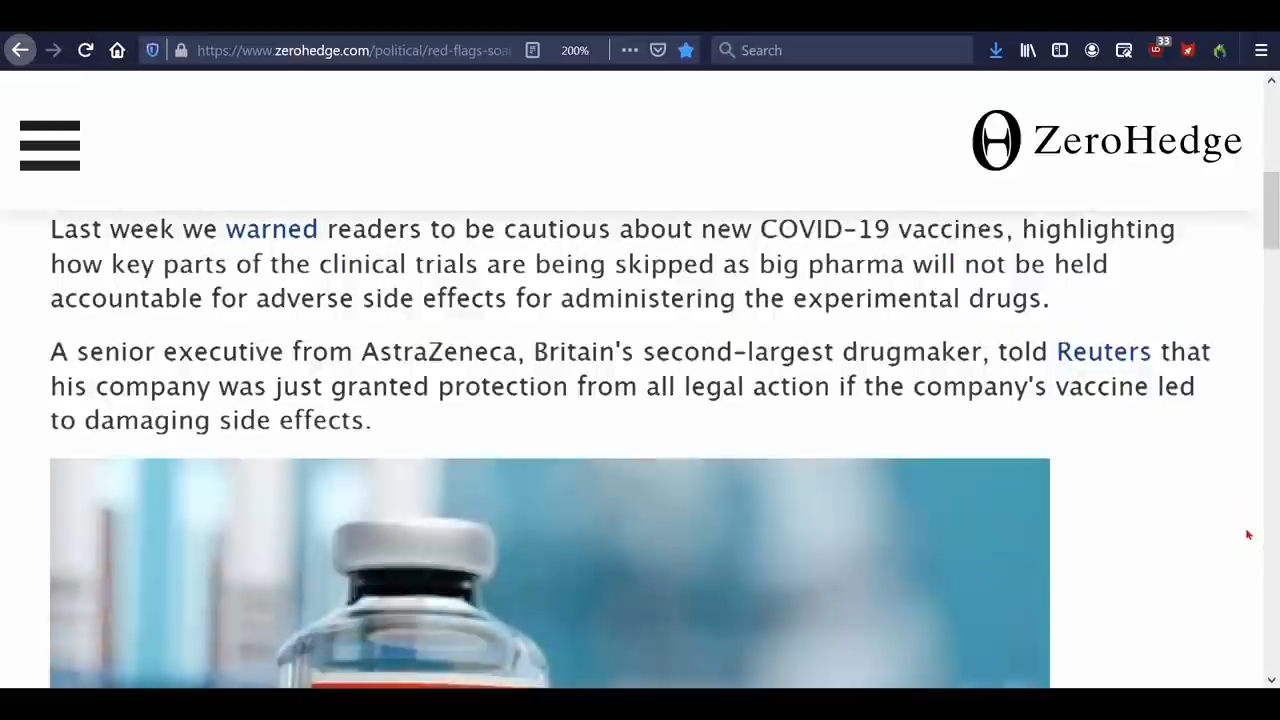 https://www.zerohedge.com/political/red-flags-soa
200%
Search
33
ZeroHedge
Last week we warned readers to be cautious about new COVID-19 vaccines, highlighting
how key parts of the clinical trials are being skipped as big pharma will not be held
accountable for adverse side effects for administering the experimental drugs.
A senior executive from AstraZeneca, Britain's second-largest drugmaker, told Reuters that
his company was just granted protection from all legal action if the company's vaccine led
to damaging side effects.